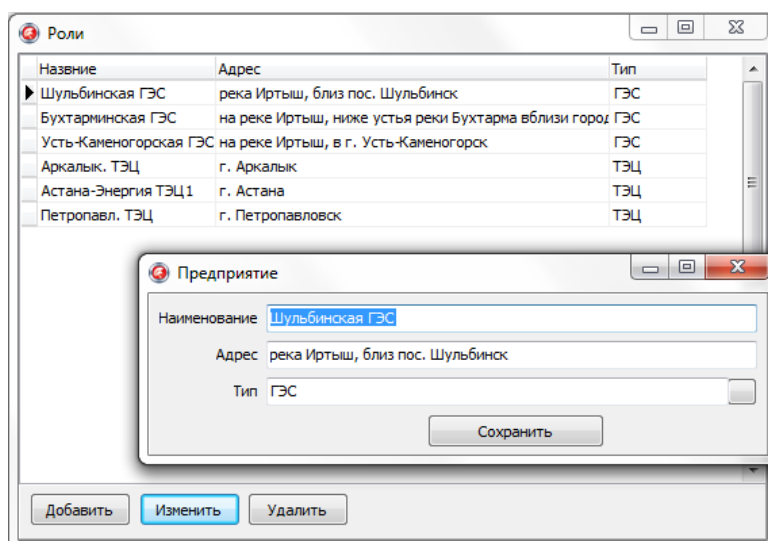 Роли
Назвние Адрес Тип
Шульбинская ГЭС река Иртыш, близ пос. Шульбинск ГЭС
Бухтарминская ГЭС на реке Иртыш, ниже устья реки Бухтарма вблизи город ГЭС
Усть-Каменогорская ГЭС на реке Иртыш, в г. Усть-Каменогорск ГЭС
Аркалык. ТЭЦ г. Аркалык ТЭЦ
Астана-Энергия ТЭЦ1 г. Астана ТЭЦ
Петропавл. ТЭЦ г. Петропавловск ТЭЦ
Предприятие
Наименование Шульбинская ГЭС
Адрес река Иртыш, близ пос. Шульбинск
Тип ГЭС
Сохранить
Добавить Изменить Удалить